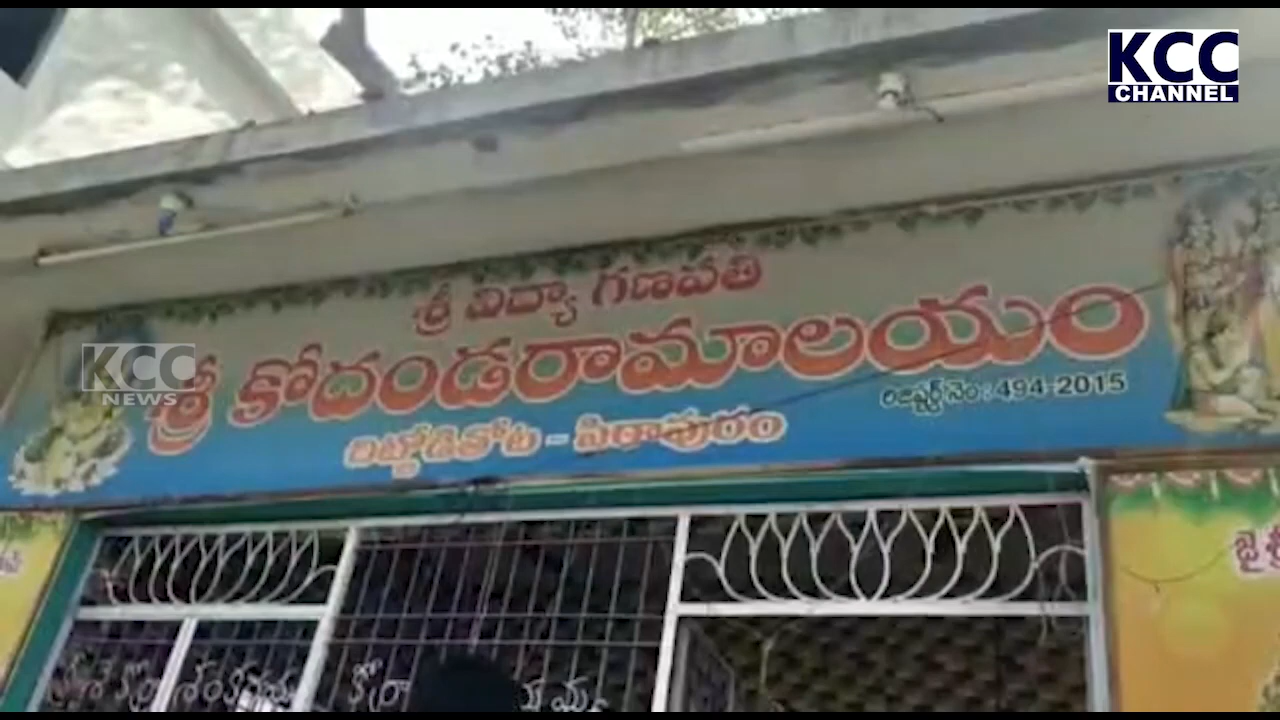 KCC
CHANNEL
శ్రీ విద్యా గణపతి
శ్రీ కోదండరామాలయం
రిజిష్టర్ నెం : 494-2015
- పిఠాపురం
KCC
NEWS
జై శ్రీ